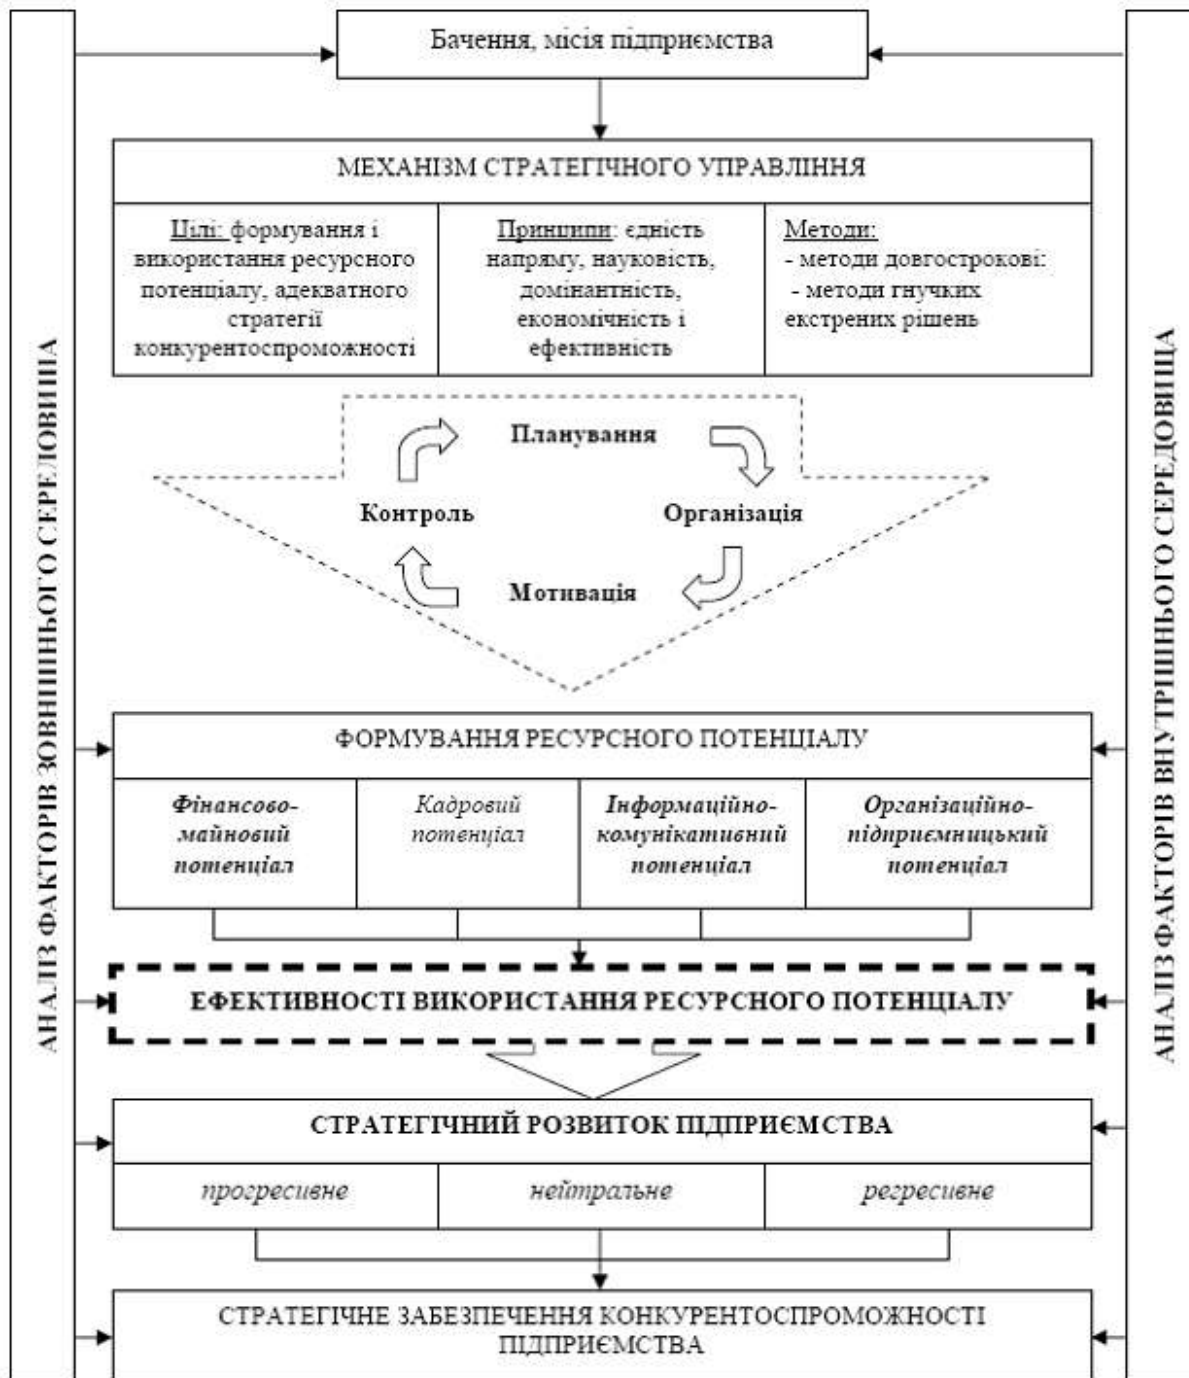 АНАЛІЗ ФАКТОРІВ ЗОВНІШНЬОГО СЕРЕДОВИЩА
Бачення, місія підприємства
МЕХАНІЗМ СТРАТЕГІЧНОГО УПРАВЛІННЯ
Цілі: формування і
використання ресурсного
потенціалу, адекватного
стратегії
конкурентоспроможності
Принципи: єдність
напряму, науковість,
домінантність,
економічність і
ефективність
Методи:
- методи довгострокові:
- методи гнучких
екстрених рішень
Планування
Контроль
Організація
Мотивація
ФОРМУВАННЯ РЕСУРСНОГО ПОТЕНЦІАЛУ
Фінансово-
майновий
потенціал
Кадровий
потенціал
Інформаційно-
комунікативний
потенціал
Організаційно-
підприємницький
потенціал
ЕФЕКТИВНОСТІ ВИКОРИСТАННЯ РЕСУРСНОГО ПОТЕНЦІАЛУ
СТРАТЕГІЧНИЙ РОЗВИТОК ПІДПРИЄМСТВА
прогресивне
нейтральне
регресивне
СТРАТЕГІЧНЕ ЗАБЕЗПЕЧЕННЯ КОНКУРЕНТОСПРОМОЖНОСТІ
ПІДПРИЄМСТВА
АНАЛІЗ ФАКТОРІВ ВНУТРІШНЬОГО СЕРЕДОВИЩА